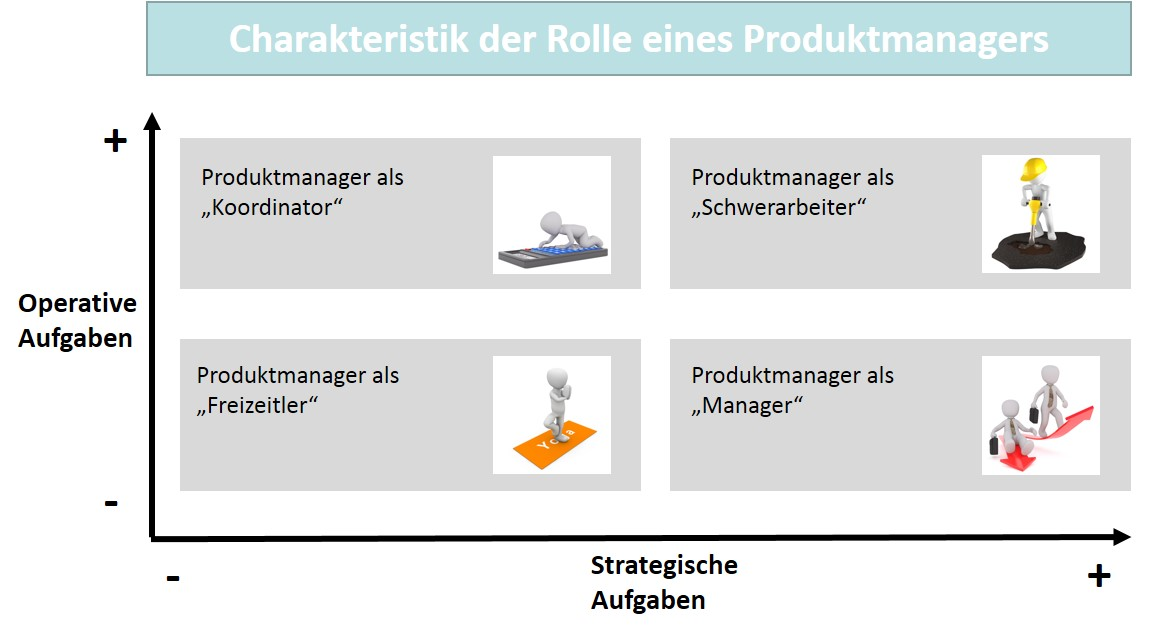 Charakteristik der Rolle eines Produktmanagers
+
Produktmanager als
„Koordinator“
Produktmanager als
„Schwerarbeiter“
Operative
Aufgaben
Produktmanager als
„Freizeitler“
Yoga
Produktmanager als
„Manager“
-
-
Strategische
Aufgaben
+